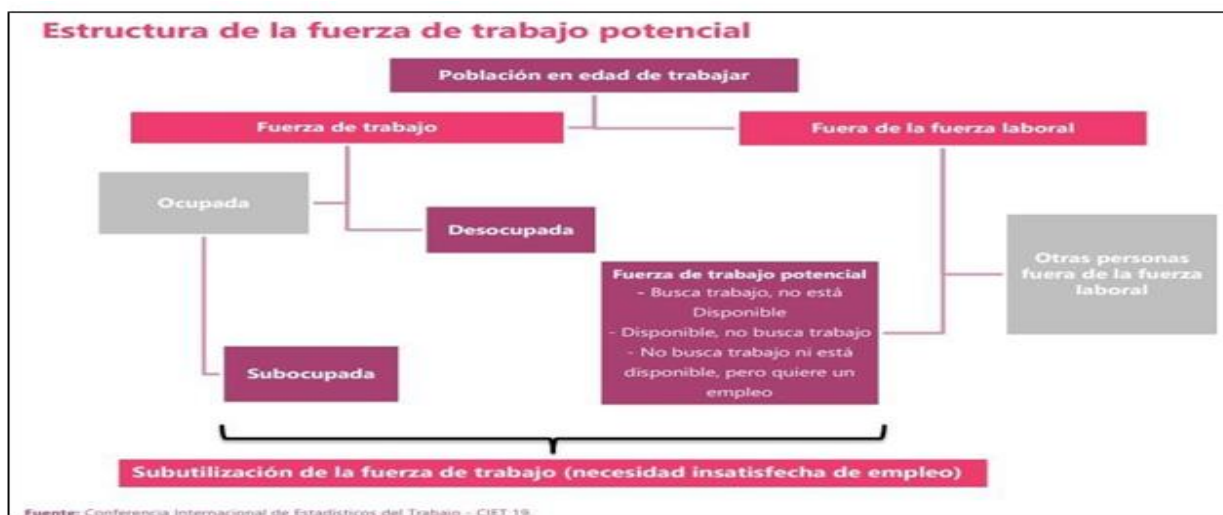 Estructura de la fuerza de trabajo potencial
Población en edad de trabajar
Fuerza de trabajo
Fuera de la fuerza laboral
Ocupada
Desocupada
Otras personas
fuera de la fuerza
laboral
Fuerza de trabajo potencial
- Busca trabajo, no está
Disponible
- Disponible, no busca trabajo
- No busca trabajo ni está
disponible, pero quiere un
empleo
Subocupada
Subutilización de la fuerza de trabajo (necesidad insatisfecha de empleo)
Fuente: Conferencia Internacional de Estadísticos del Trabajo - CIET 19.